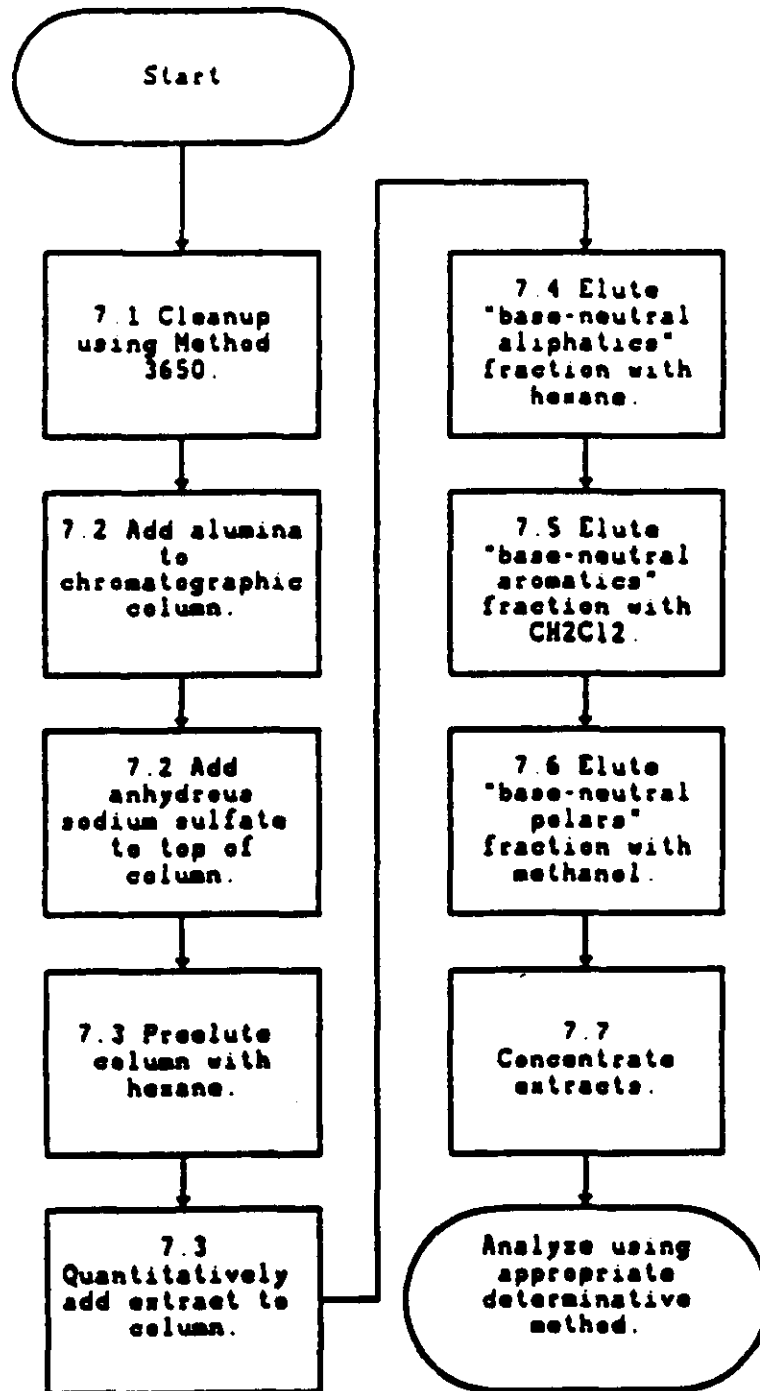 Start
7.1 Cleanup
using Method
3650.
7.2 Add alumina
to
chromatographic
column.
7.2 Add
anhydrous
sodium sulfate
to top of
column.
7.3 Preelute
column with
hexane.
7.3
Quantitatively
add extract to
column.
7.4 Elute
"base-neutral
aliphatics"
fraction with
hexane.
7.5 Elute
"base-neutral
aromatics"
fraction with
CH2Cl2.
7.6 Elute
"base-neutral
polars"
fraction with
methanol.
7.7
Concentrate
extracts.
Analyze using
appropriate
determinative
method.